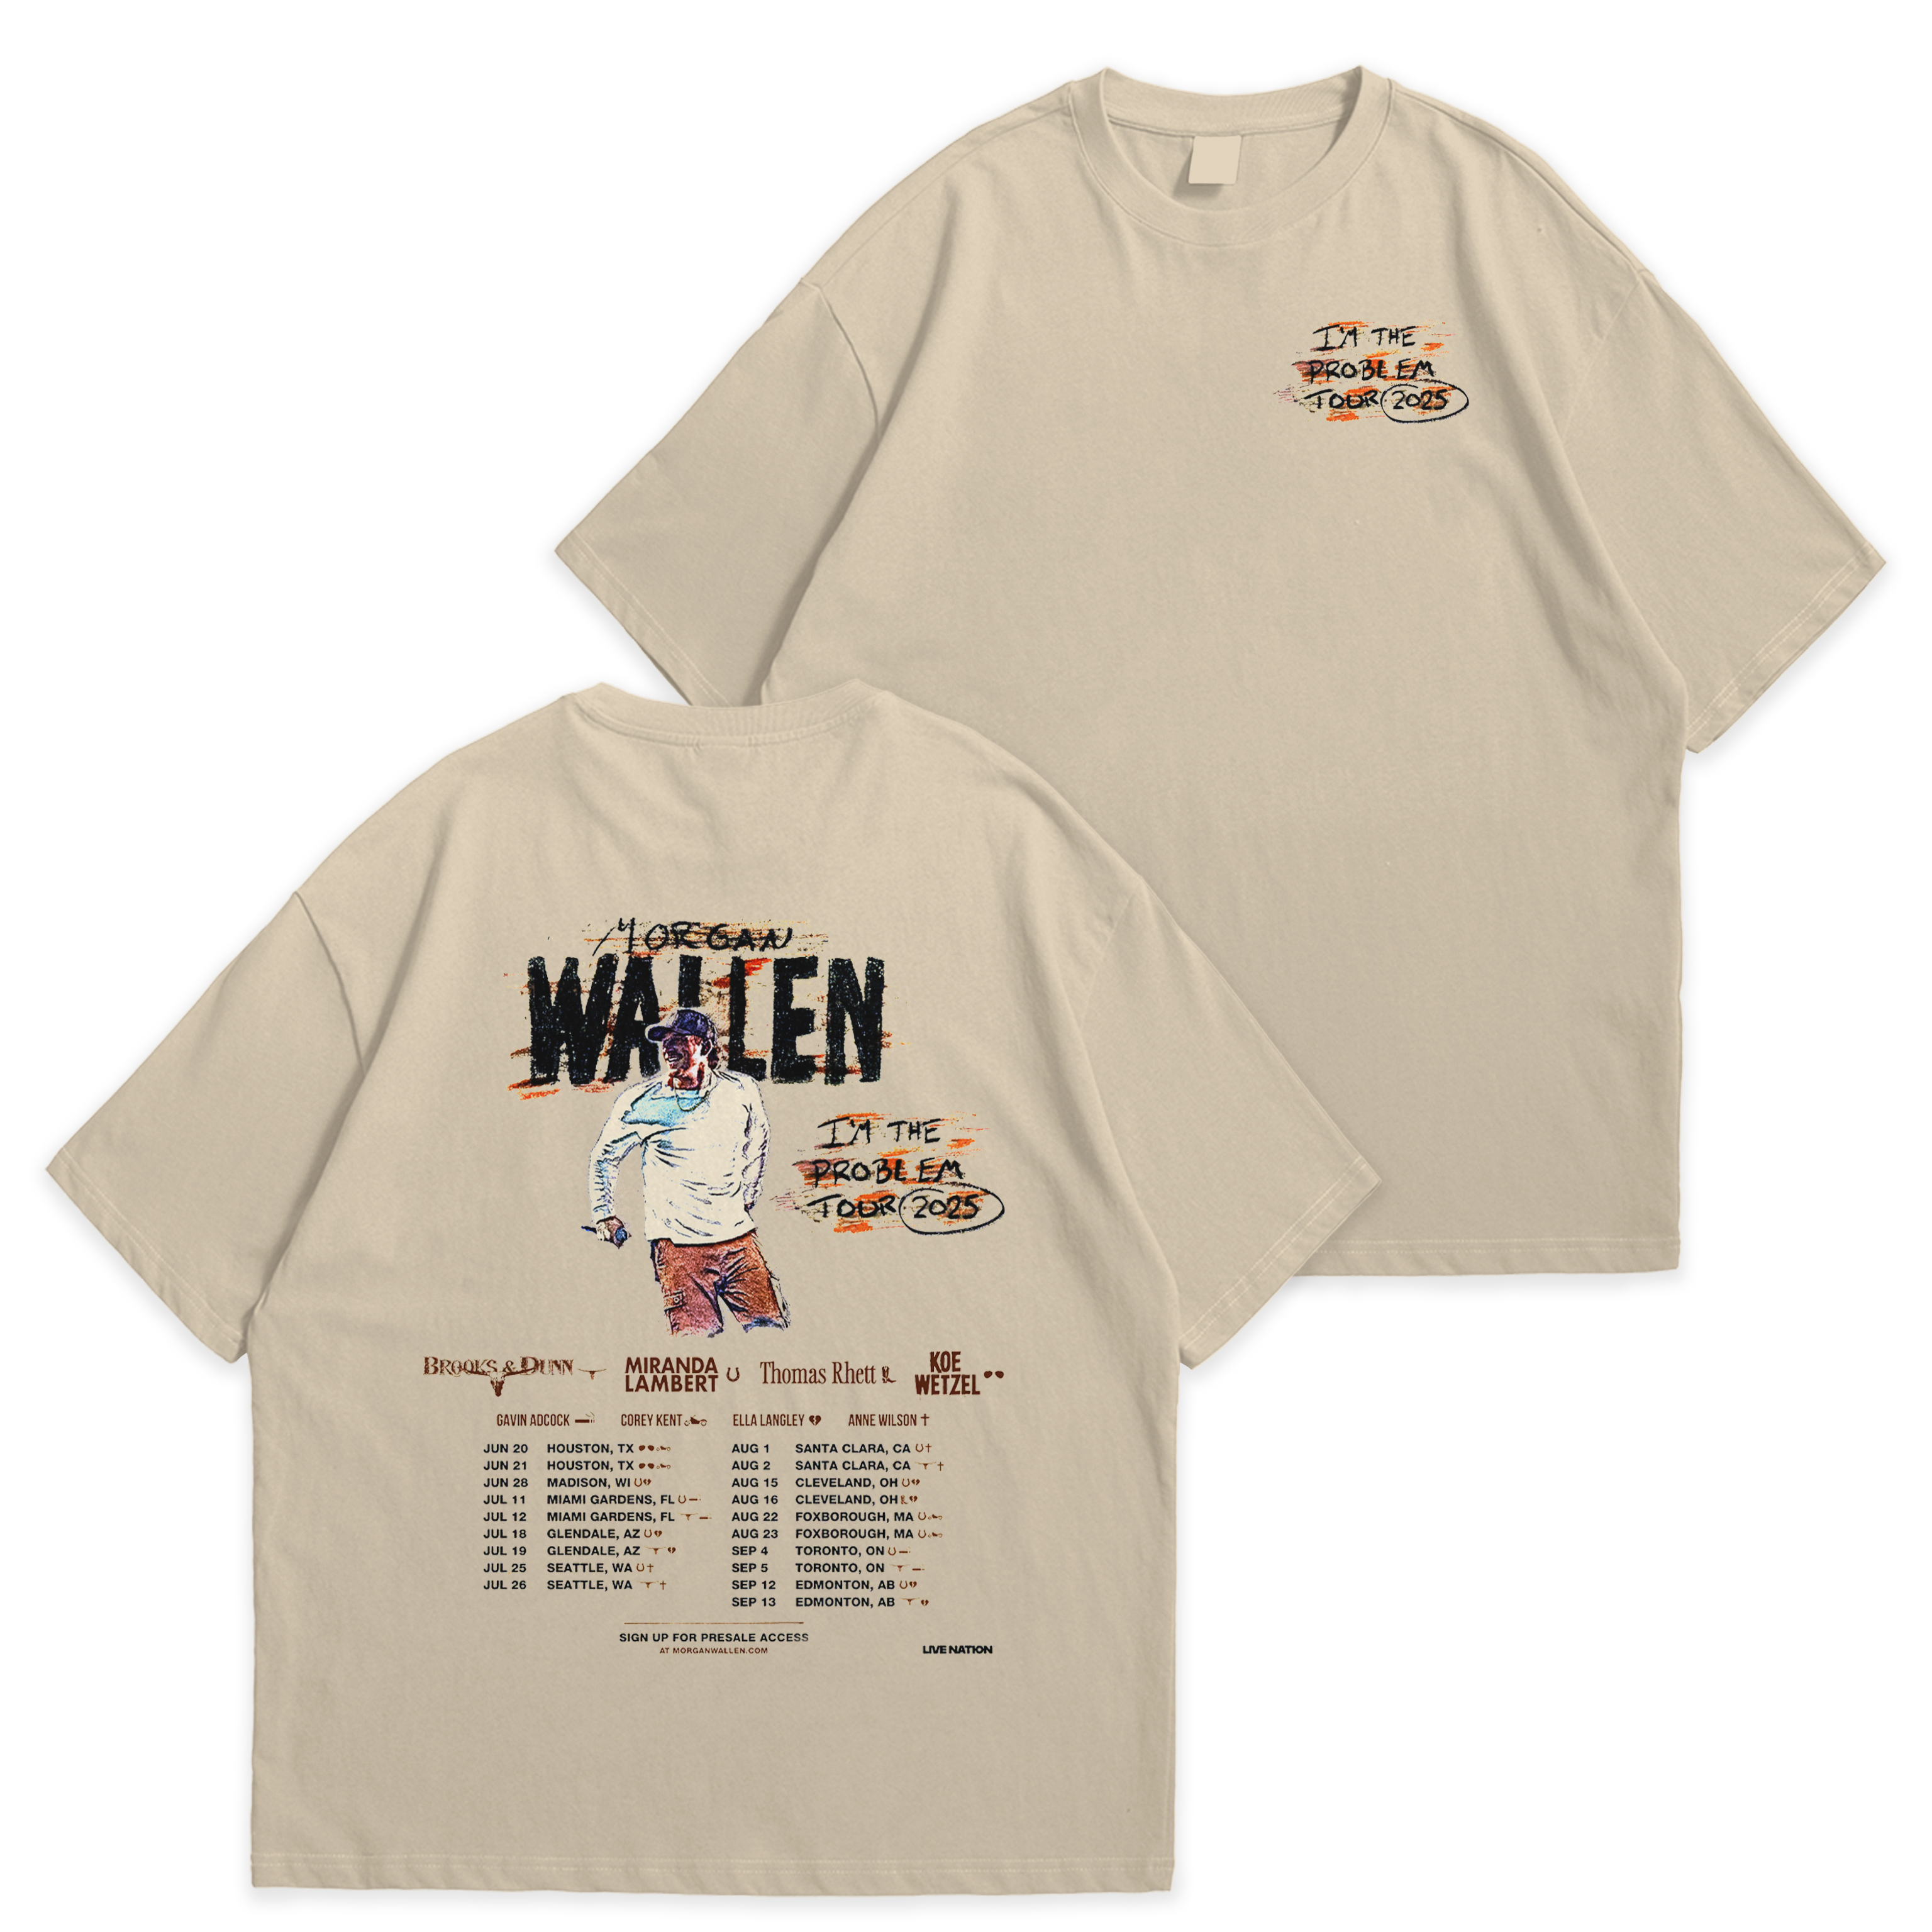 I'M THE
PROBLEM
TOUR 2025
MORGAN
WALLEN
I'M THE
PROBLEM
TOUR 2025
BROOKS & DUNN
MIRANDA
LAMBERT
Thomas Rhett
KOE
WETZEL
GAVIN ADCOCK COREY KENT ELLA LANGLEY ANNE WILSON
JUN 20 HOUSTON, TX
JUN 21 HOUSTON, TX
JUN 28 MADISON, WI
JUL 11 MIAMI GARDENS, FL
JUL 12 MIAMI GARDENS, FL
JUL 18 GLENDALE, AZ
JUL 19 GLENDALE, AZ
JUL 25 SEATTLE, WA
JUL 26 SEATTLE, WA
AUG 1 SANTA CLARA, CA
AUG 2 SANTA CLARA, CA
AUG 15 CLEVELAND, OH
AUG 16 CLEVELAND, OH
AUG 22 FOXBOROUGH, MA
AUG 23 FOXBOROUGH, MA
SEP 4 TORONTO, ON
SEP 5 TORONTO, ON
SEP 12 EDMONTON, AB
SEP 13 EDMONTON, AB
SIGN UP FOR PRESALE ACCESS
AT MORGANWALLEN.COM
LIVE NATION